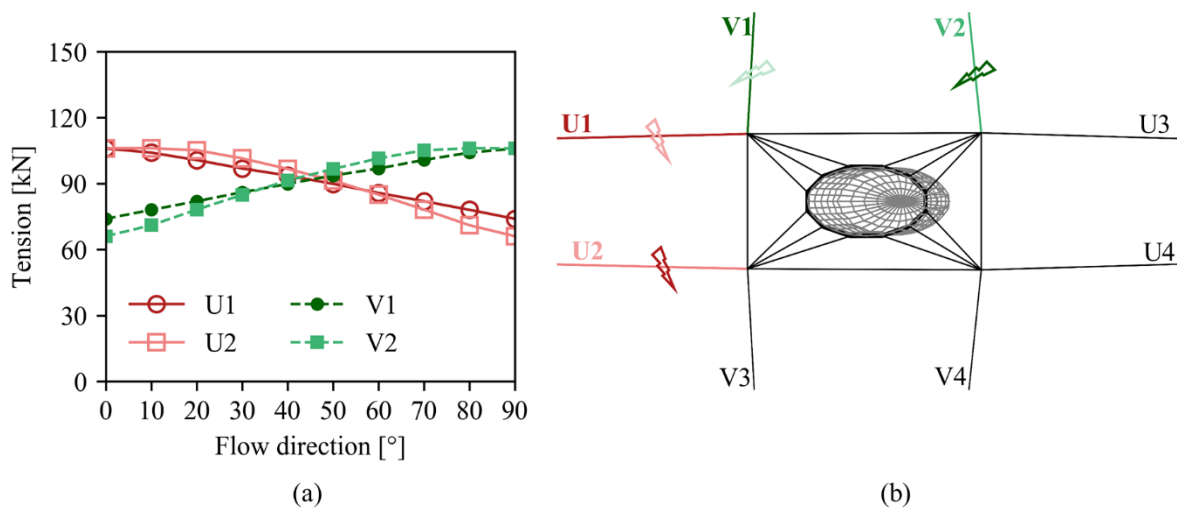 150
120
90
60
30
0
Tension [kN]
U1
V1
U2
V2
0 10 20 30 40 50 60 70 80 90
Flow direction [°]
(a)
V1
V2
U1
U3
U2
U4
V3
V4
(b)